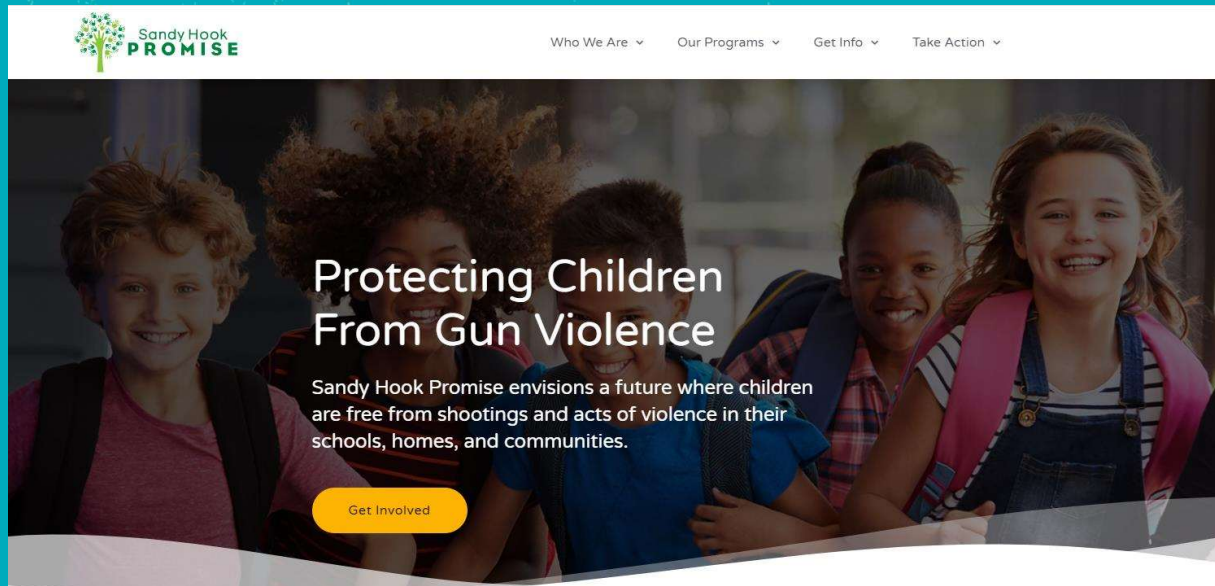 Sandy Hook
PROMISE
Who We Are
Our Programs
Get Info
Take Action
Protecting Children
From Gun Violence
Sandy Hook Promise envisions a future where children
are free from shootings and acts of violence in their
schools, homes, and communities.
Get Involved